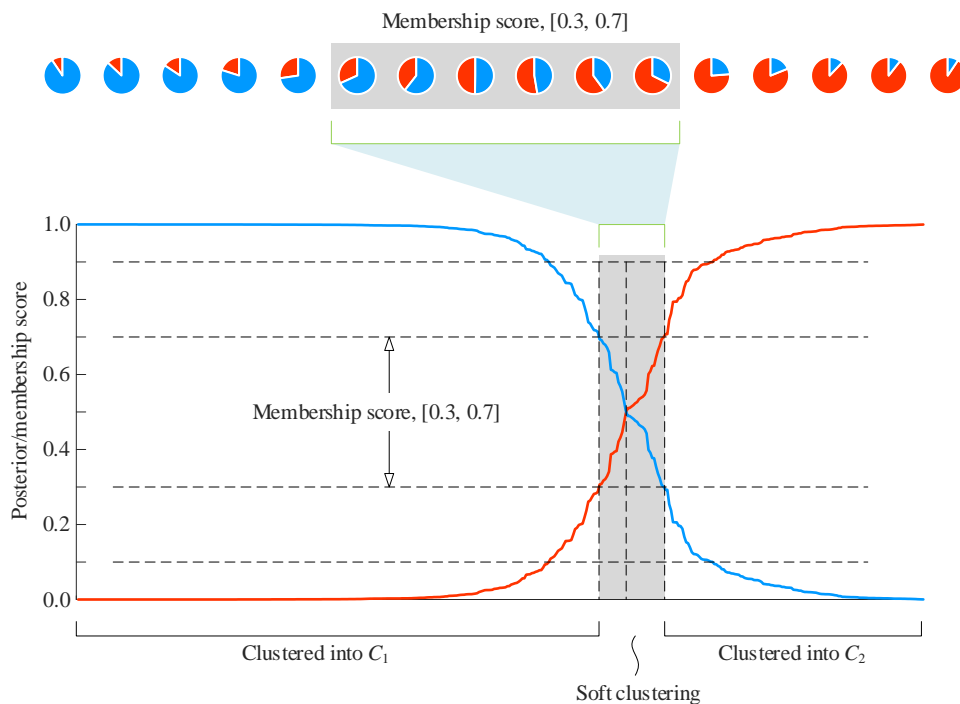 Membership score, [0.3, 0.7]
1.0
0.8
0.6
0.4
0.2
0.0
Posterior/membership score
Membership score, [0.3, 0.7]
Clustered into C₁
Clustered into C₂
Soft clustering